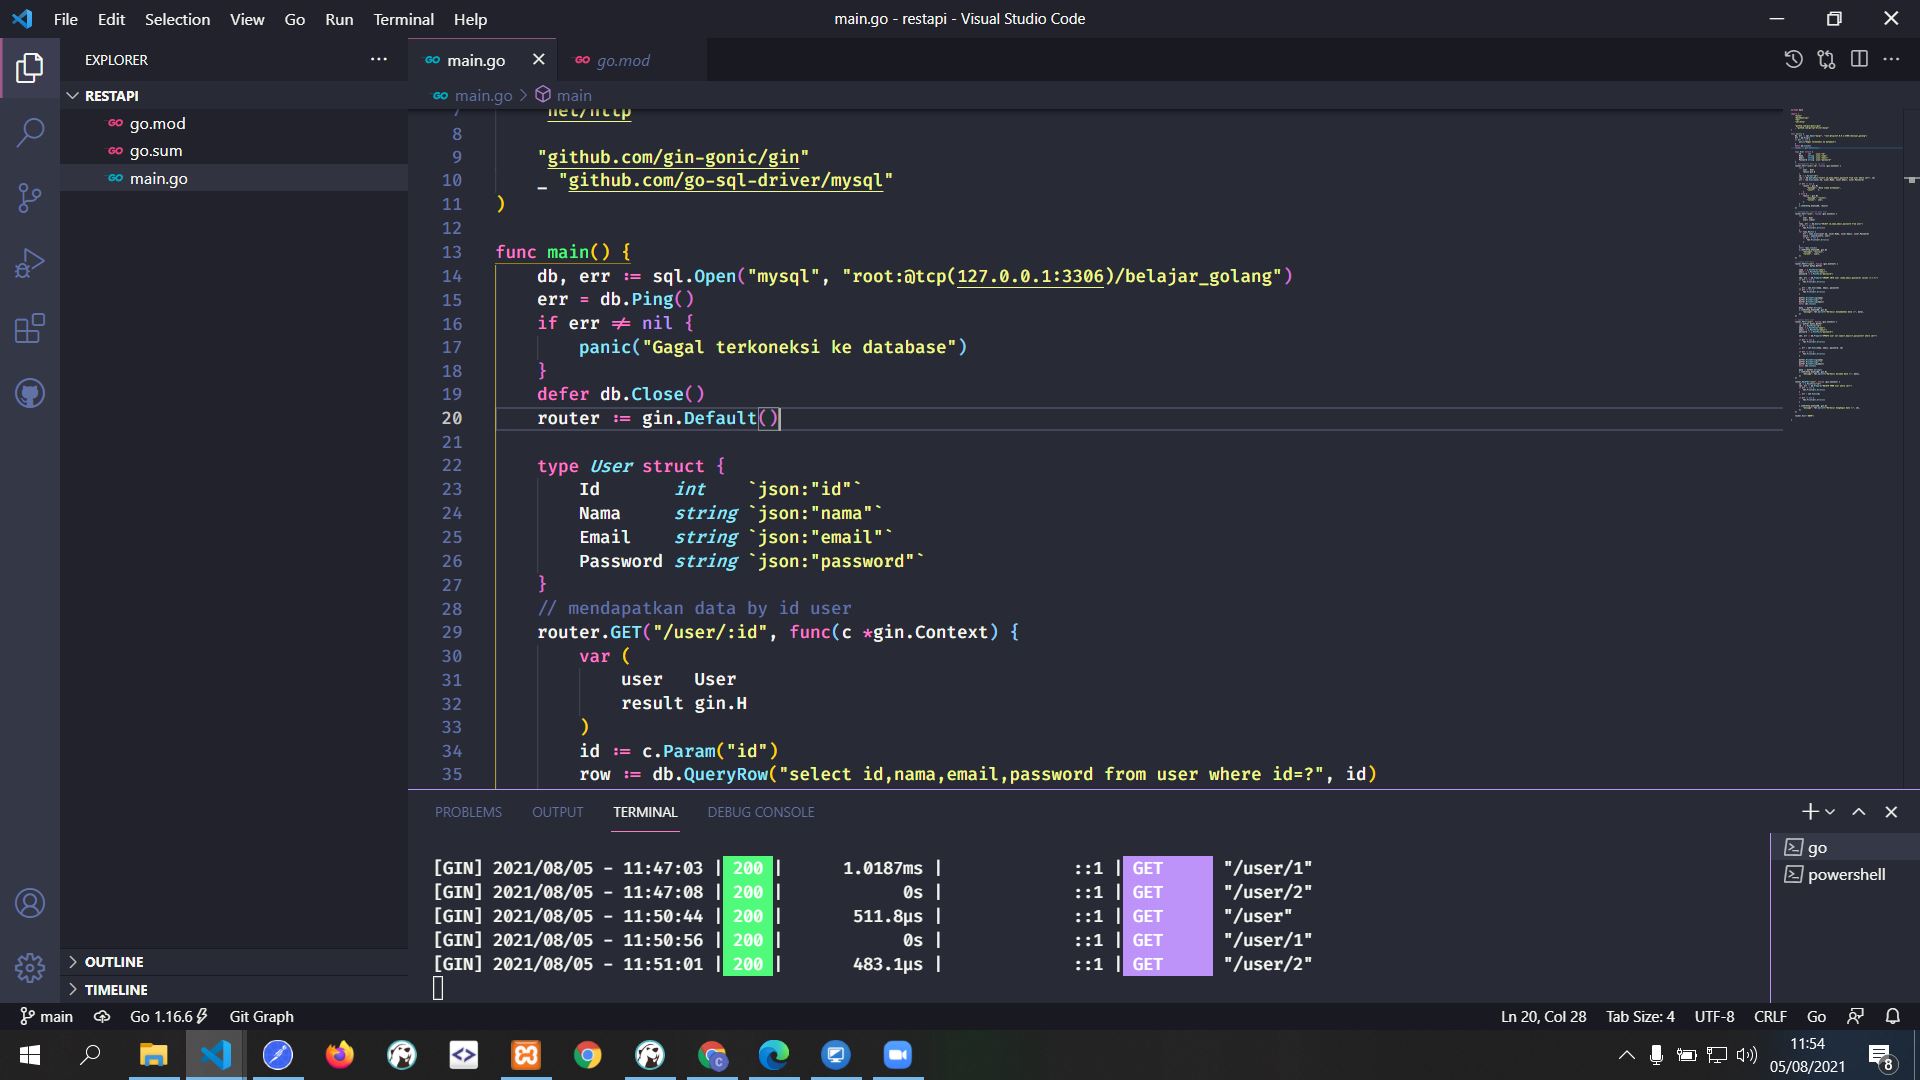 File Edit Selection View Go Run Terminal Help
main.go - restapi - Visual Studio Code
EXPLORER
RESTAPI
go.mod
go.sum
main.go
OUTLINE
TIMELINE
main.go
go.mod
main.go > main
7 "net/http
8
9 "github.com/gin-gonic/gin"
10 _ "github.com/go-sql-driver/mysql"
11 )
12
13 func main() {
14 db, err := sql.Open("mysql", "root:@tcp(127.0.0.1:3306)/belajar_golang")
15 err = db.Ping()
16 if err != nil {
17 panic("Gagal terkoneksi ke database")
18 }
19 defer db.Close()
20 router := gin.Default()
21
22 type User struct {
23 Id int `json:"id"`
24 Nama string `json:"nama"`
25 Email string `json:"email"`
26 Password string `json:"password"`
27 }
28 // mendapatkan data by id user
29 router.GET("/user/:id", func(c *gin.Context) {
30 var (
31 user User
32 result gin.H
33 )
34 id := c.Param("id")
35 row := db.QueryRow("select id,nama,email,password from user where id=?", id)
PROBLEMS OUTPUT TERMINAL DEBUG CONSOLE
[GIN] 2021/08/05 - 11:47:03 | 200 | 1.0187ms | ::1 | GET "/user/1"
[GIN] 2021/08/05 - 11:47:08 | 200 | 0s | ::1 | GET "/user/2"
[GIN] 2021/08/05 - 11:50:44 | 200 | 511.8µs | ::1 | GET "/user"
[GIN] 2021/08/05 - 11:50:56 | 200 | 0s | ::1 | GET "/user/1"
[GIN] 2021/08/05 - 11:51:01 | 200 | 483.1µs | ::1 | GET "/user/2"
go
powershell
main Go 1.16.6 Git Graph
Ln 20, Col 28 Tab Size: 4 UTF-8 CRLF Go
11:54
05/08/2021
8